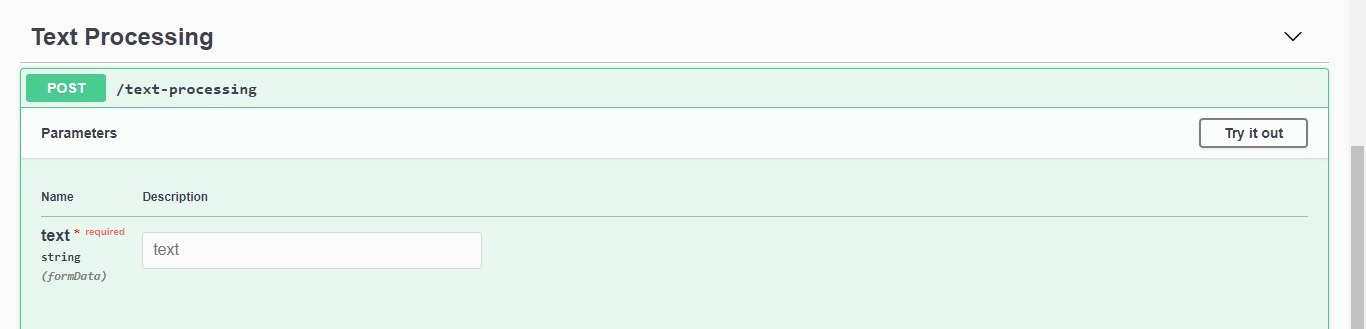 Text Processing
POST /text-processing
Parameters Try it out
Name Description
text * required text
string
(formData)